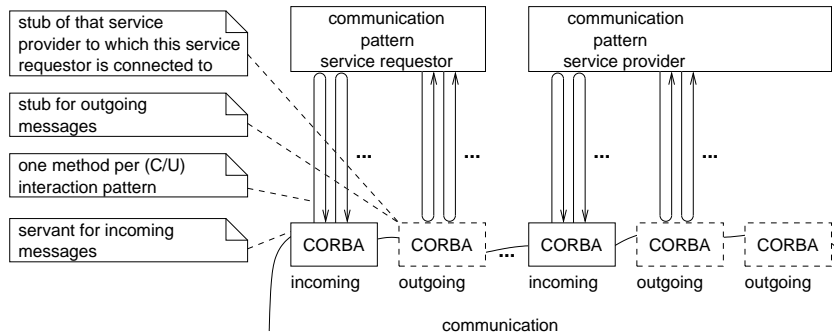 stub of that service
provider to which this service
requestor is connected to
stub for outgoing
messages
one method per (C/U)
interaction pattern
servant for incoming
messages
communication
pattern
service requestor
communication
pattern
service provider
...
...
...
...
CORBA
CORBA
...
CORBA
CORBA
CORBA
incoming
outgoing
incoming
outgoing
outgoing
communication